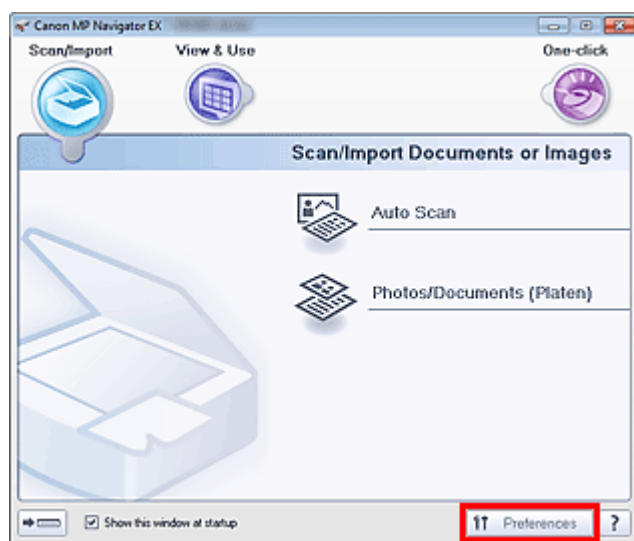 Canon MP Navigator EX
Scan/Import View & Use One-click
Scan/Import Documents or Images
Auto Scan
Photos/Documents (Platen)
Show this window at startup Preferences ?